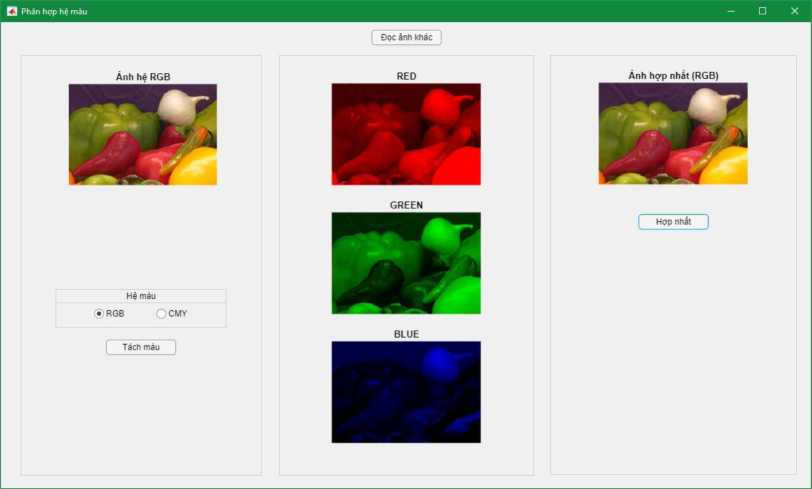 Phân hợp hệ màu
Đọc ảnh khác
Ảnh hệ RGB
Hệ màu
RGB
CMY
Tách màu
RED
GREEN
BLUE
Ảnh hợp nhất (RGB)
Hợp nhất